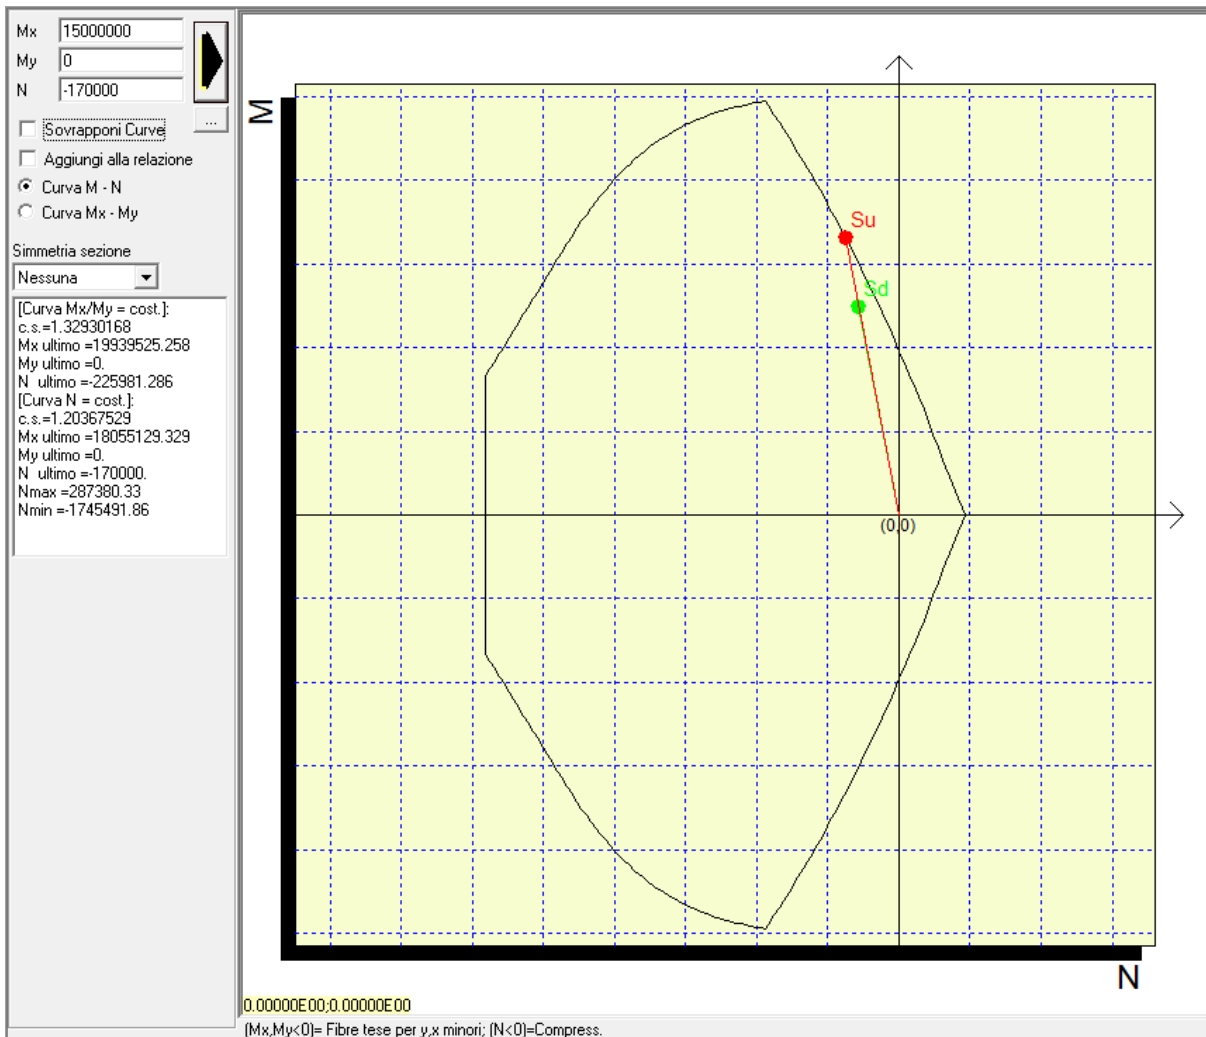 Mx 15000000
My 0
N -170000
...
Sovrapponi Curve
Aggiungi alla relazione
Curva M - N
Curva Mx - My
Simmetria sezione
Nessuna
[Curva Mx/My = cost.]:
c.s.=1.32930168
Mx ultimo =19939525.258
My ultimo =0.
N ultimo =-225981.286
[Curva N = cost.]:
c.s.=1.20367529
Mx ultimo =18055129.329
My ultimo =0.
N ultimo =-170000.
Nmax =287380.33
Nmin =-1745491.86
M
Su
Sd
(0,0)
N
0.00000E00;0.00000E00
(Mx,My<0)= Fibre tese per y,x minori; (N<0)=Compress.